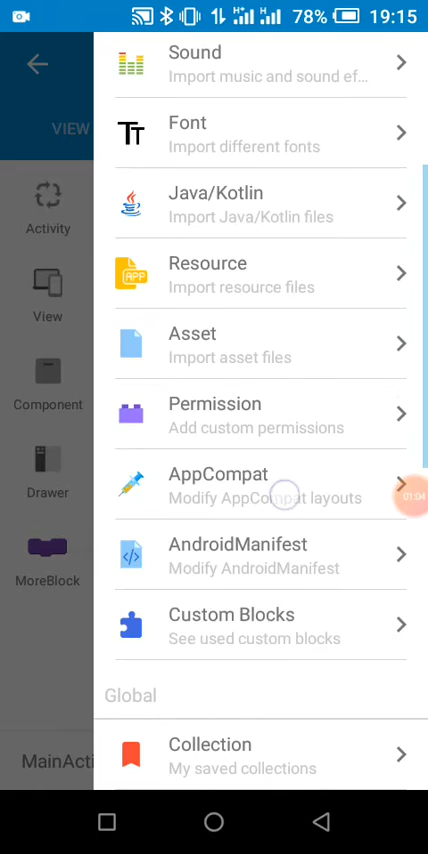 78% 19:15
Sound
Import music and sound ef...
VIEW
Font
Import different fonts
Java/Kotlin
Import Java/Kotlin files
Activity
APP
Resource
Import resource files
View
Asset
Import asset files
Component
Permission
Add custom permissions
Drawer
AppCompat
Modify AppCompat layouts
01:04
MoreBlock
AndroidManifest
Modify AndroidManifest
Custom Blocks
See used custom blocks
Global
MainActi
Collection
My saved collections